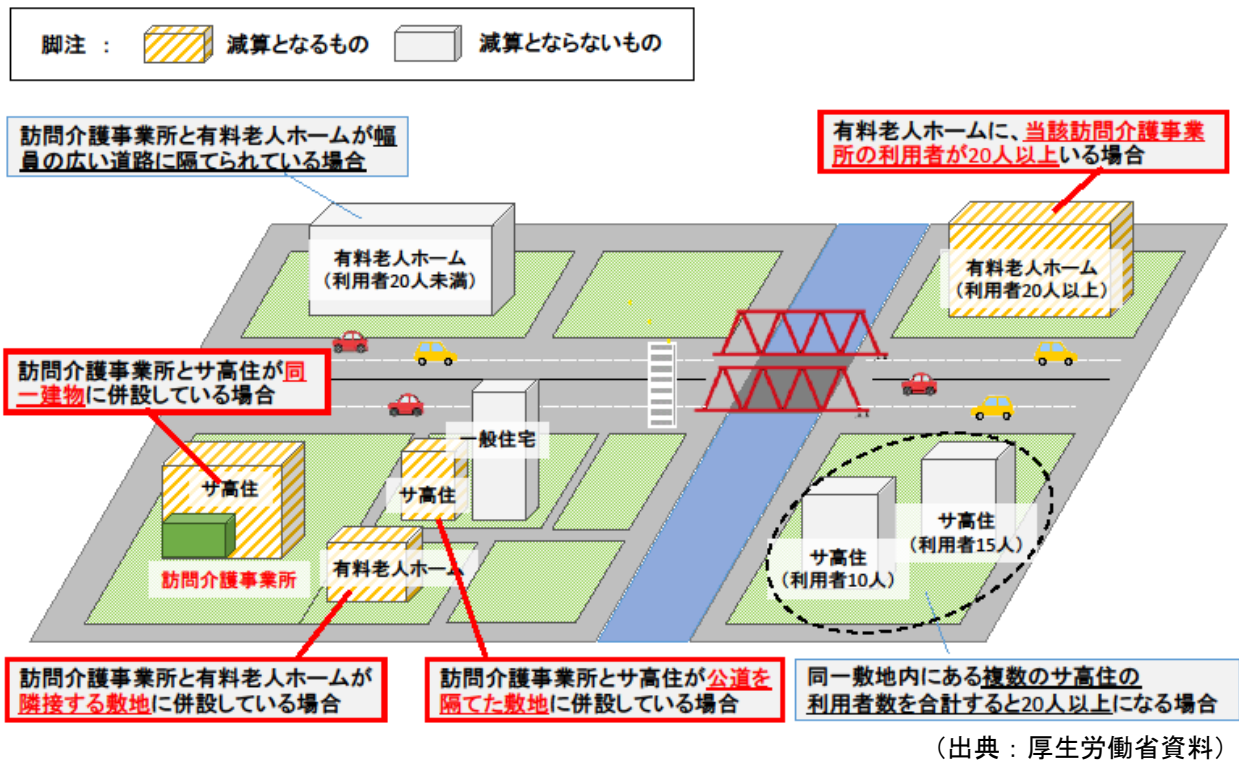 脚注 : 減算となるもの 減算とならないもの
訪問介護事業所と有料老人ホームが幅
員の広い道路に隔てられている場合
有料老人ホームに、当該訪問介護事業
所の利用者が20人以上いる場合
有料老人ホーム
(利用者20人未満)
有料老人ホーム
(利用者20人以上)
訪問介護事業所とサ高住が同
一建物に併設している場合
一般住宅
サ高住
サ高住
訪問介護事業所
有料老人ホーム
サ高住
(利用者15人)
サ高住
(利用者10人)
訪問介護事業所と有料老人ホームが
隣接する敷地に併設している場合
訪問介護事業所とサ高住が公道を
隔てた敷地に併設している場合
同一敷地内にある複数のサ高住の
利用者数を合計すると20人以上になる場合
(出典:厚生労働省資料)